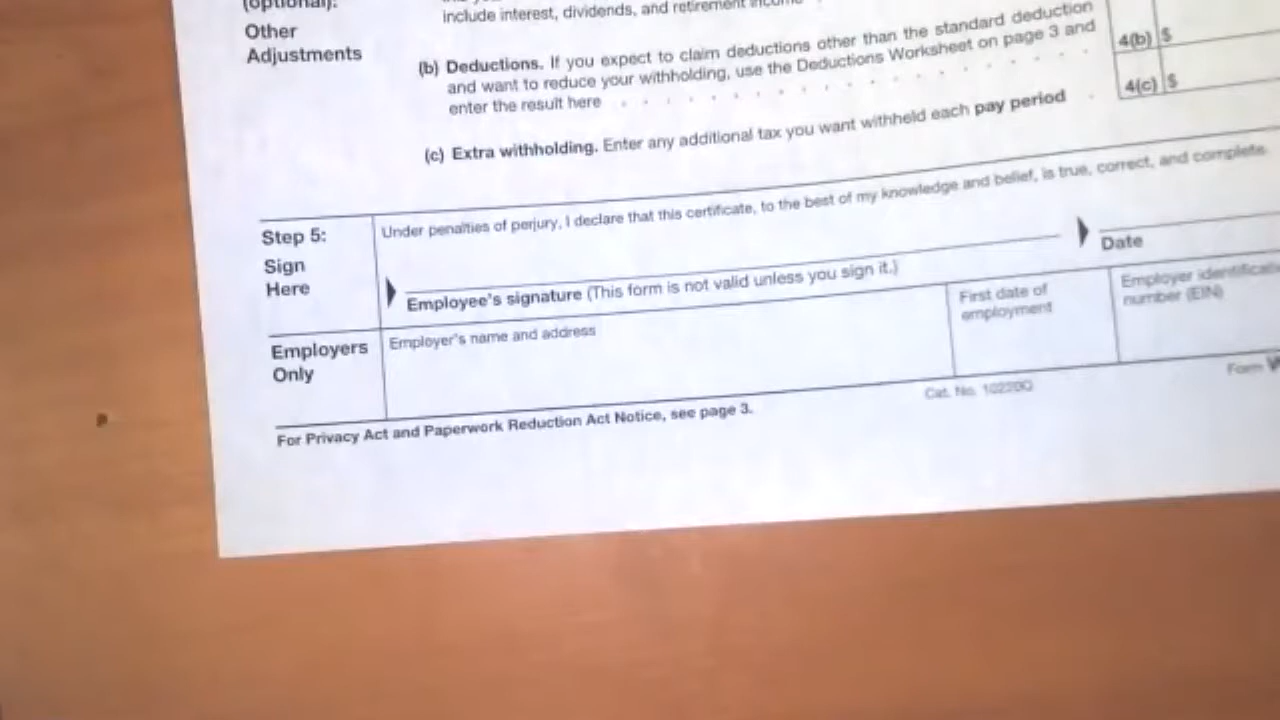 (optional):
Other
Adjustments
include interest, dividends, and retirement income
(b) Deductions. If you expect to claim deductions other than the standard deduction
and want to reduce your withholding, use the Deductions Worksheet on page 3 and
enter the result here . . . . . . . . . . . . . . .
4(b) $
(c) Extra withholding. Enter any additional tax you want withheld each pay period .
4(c) $
Step 5:
Sign
Here
Under penalties of perjury, I declare that this certificate, to the best of my knowledge and belief, is true, correct, and complete.
Employee's signature (This form is not valid unless you sign it.)
Date
Employers
Only
Employer's name and address
First date of
employment
Employer
number (EIN)
For Privacy Act and Paperwork Reduction Act Notice, see page 3.
Cat. No. 10220Q
Form